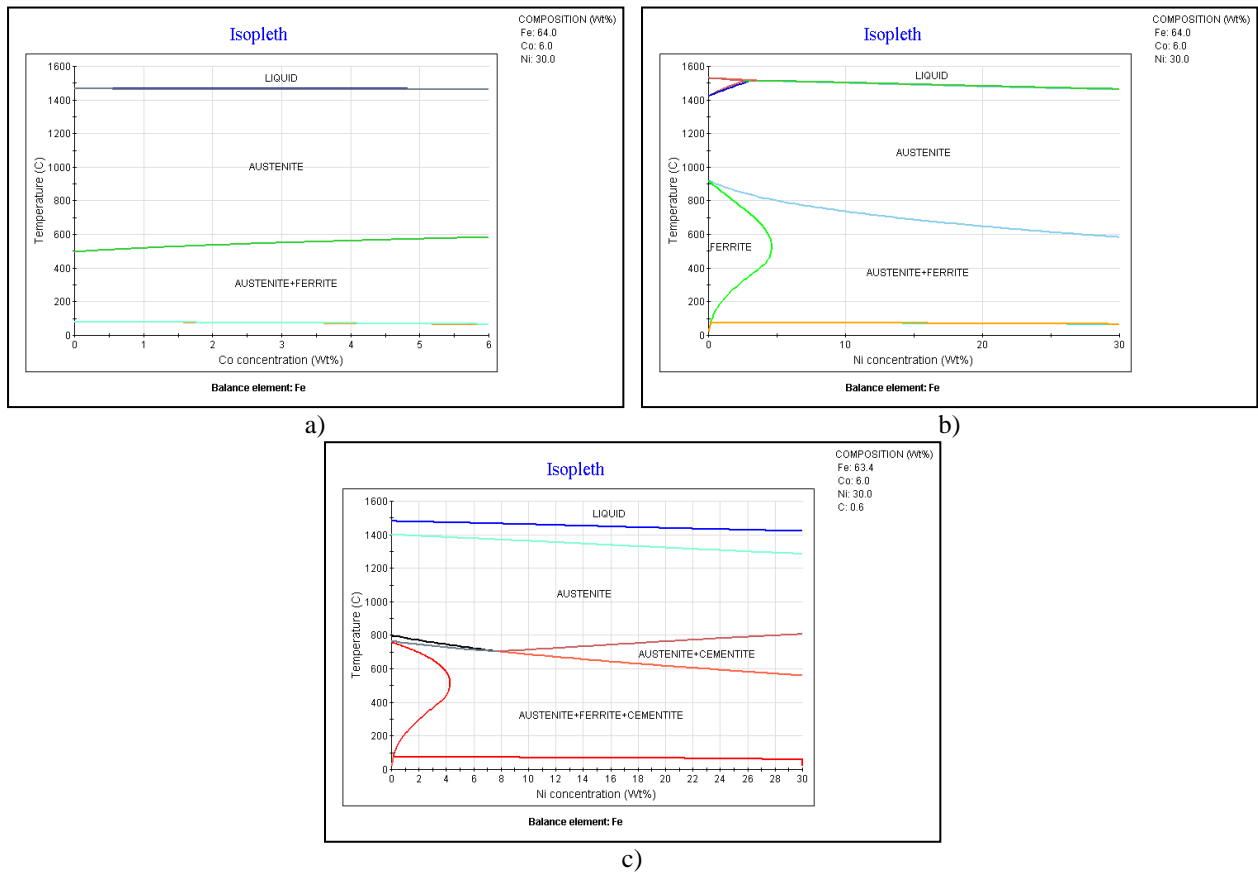 Isopleth
COMPOSITION (Wt%)
Fe: 64.0
Co: 6.0
Ni: 30.0
1600
1400
1200
1000
800
600
400
200
0
Temperature (C)
LIQUID
AUSTENITE
AUSTENITE+FERRITE
0 1 2 3 4 5 6
Co concentration (Wt%)
Balance element: Fe
a)
Isopleth
COMPOSITION (Wt%)
Fe: 64.0
Co: 6.0
Ni: 30.0
1600
1400
1200
1000
800
600
400
200
0
Temperature (C)
LIQUID
AUSTENITE
FERRITE
AUSTENITE+FERRITE
0 10 20 30
Ni concentration (Wt%)
Balance element: Fe
b)
Isopleth
COMPOSITION (Wt%)
Fe: 63.4
Co: 6.0
Ni: 30.0
C: 0.6
1600
1400
1200
1000
800
600
400
200
0
Temperature (C)
LIQUID
AUSTENITE
AUSTENITE+CEMENTITE
AUSTENITE+FERRITE+CEMENTITE
0 2 4 6 8 10 12 14 16 18 20 22 24 26 28 30
Ni concentration (Wt%)
Balance element: Fe
c)